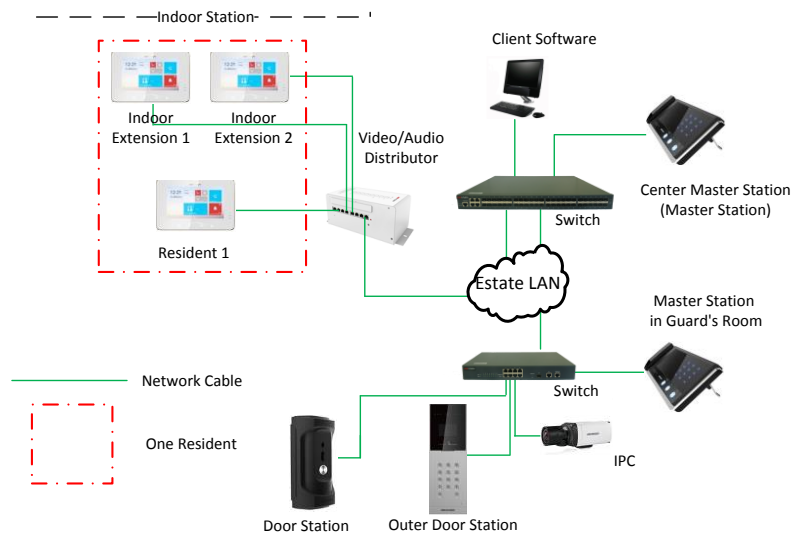 Indoor Station
Indoor
Extension 1
Indoor
Extension 2
Resident 1
Video/Audio
Distributor
Client Software
Center Master Station
(Master Station)
Switch
Estate LAN
Master Station
in Guard's Room
Switch
Network Cable
One Resident
IPC
Door Station
Outer Door Station